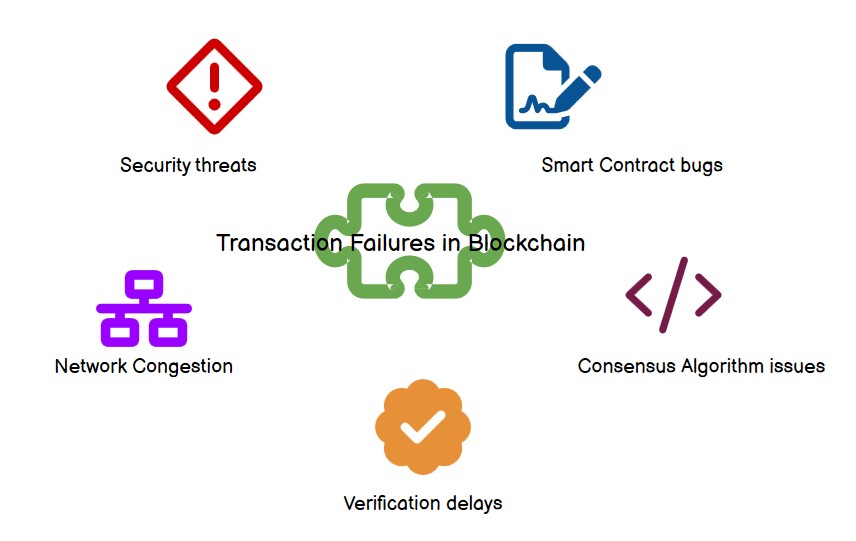 Security threats
Smart Contract bugs
Transaction Failures in Blockchain
Network Congestion
Consensus Algorithm issues
Verification delays